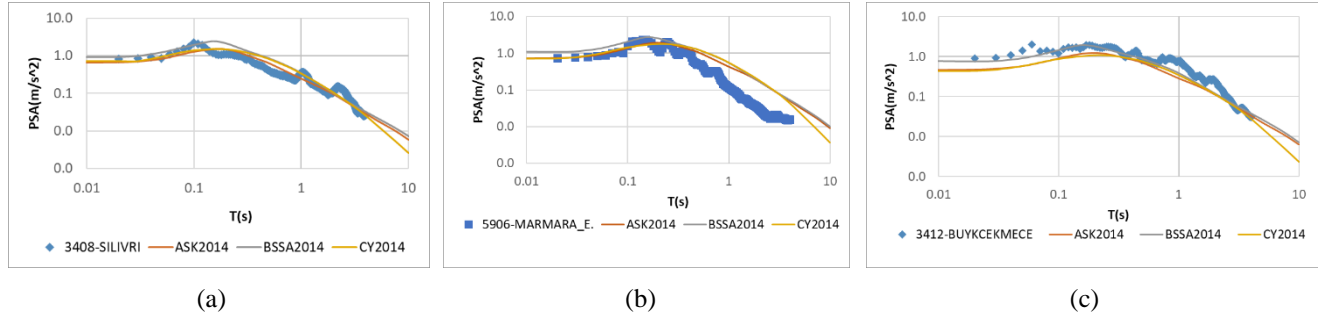 PSA(m/s^2)
10.0
1.0
0.1
0.0
0.0
0.01
0.1
1
10
T(s)
3408-SILIVRI
ASK2014
BSSA2014
CY2014
(a)
PSA(m/s^2)
10.0
1.0
0.1
0.0
0.0
0.01
0.1
1
10
T(s)
5906-MARMARA_E.
ASK2014
BSSA2014
CY2014
(b)
PSA(m/s^2)
10.0
1.0
0.1
0.0
0.0
0.01
0.1
1
10
T(s)
3412-BUYKCEKMECE
ASK2014
BSSA2014
CY2014
(c)